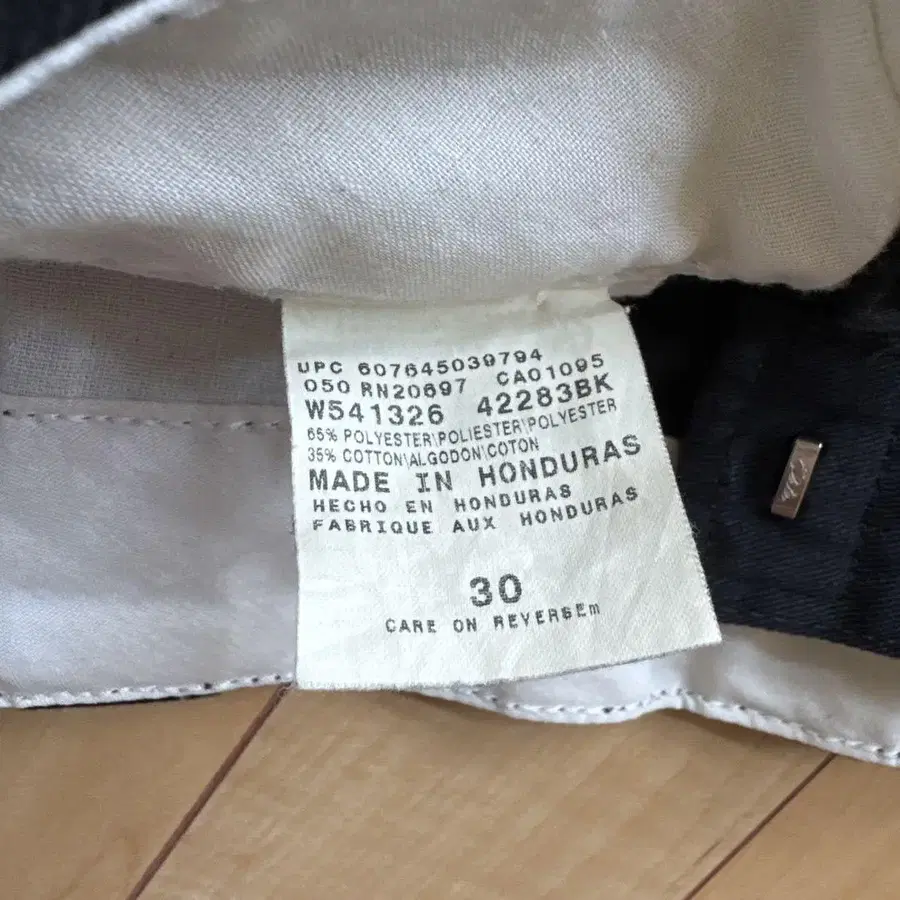 UPC 607645039794
050 RN20697 CA01095
W541326 42283BK
65% POLYESTER\POLIESTER\POLYESTER
35% COTTON\ALGODON\COTON
MADE IN HONDURAS
HECHO EN HONDURAS
FABRIQUE AUX HONDURAS
30
CARE ON REVERSEm